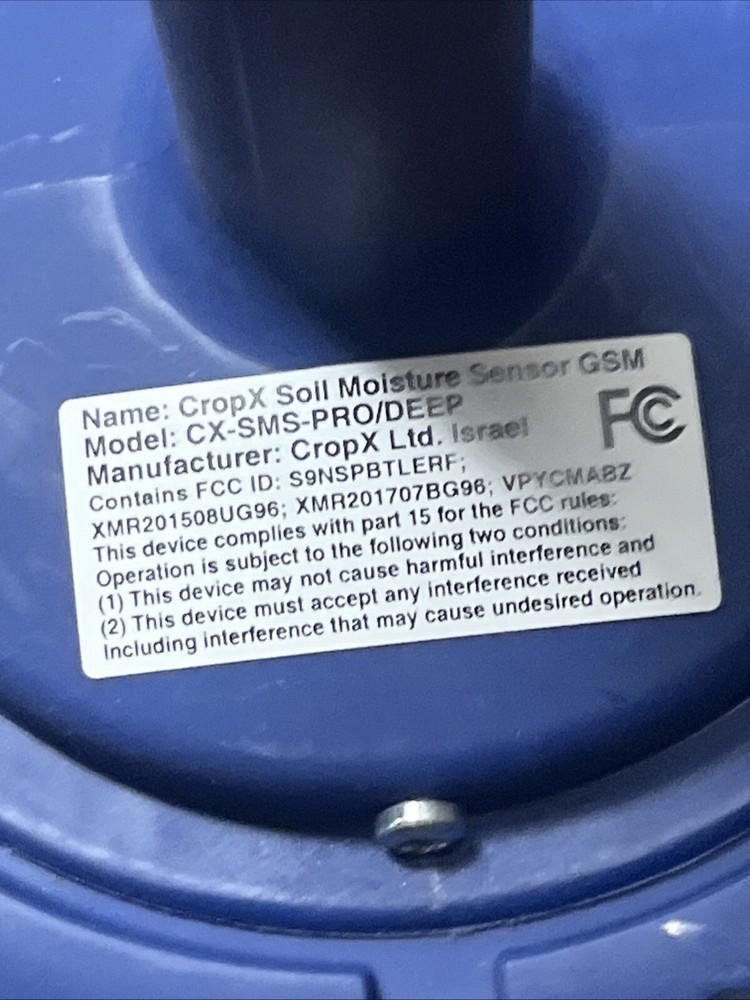 Name: CropX Soil Moisture Sensor GSM
Model: CX-SMS-PRO/DEEP
Manufacturer: CropX Ltd. Israel
FC
Contains FCC ID: S9NSPBTLERF;
XMR201508UG96; XMR201707BG96; VPYCMABZ
This device complies with part 15 for the FCC rules:
Operation is subject to the following two conditions:
(1) This device may not cause harmful interference and
(2) This device must accept any interference received
Including interference that may cause undesired operation.